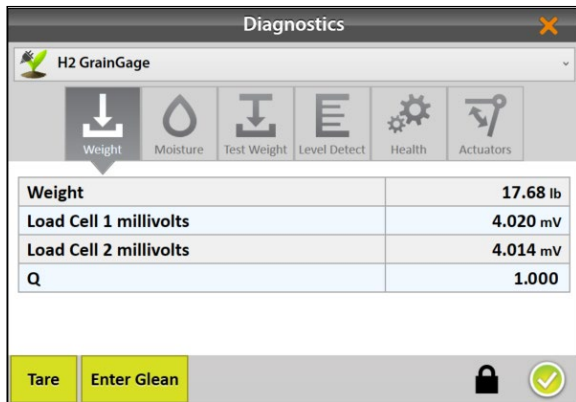 Diagnostics
H2 GrainGage
Weight Moisture Test Weight Level Detect Health Actuators
Weight 17.68 lb
Load Cell 1 millivolts 4.020 mV
Load Cell 2 millivolts 4.014 mV
Q 1.000
Tare Enter Glean